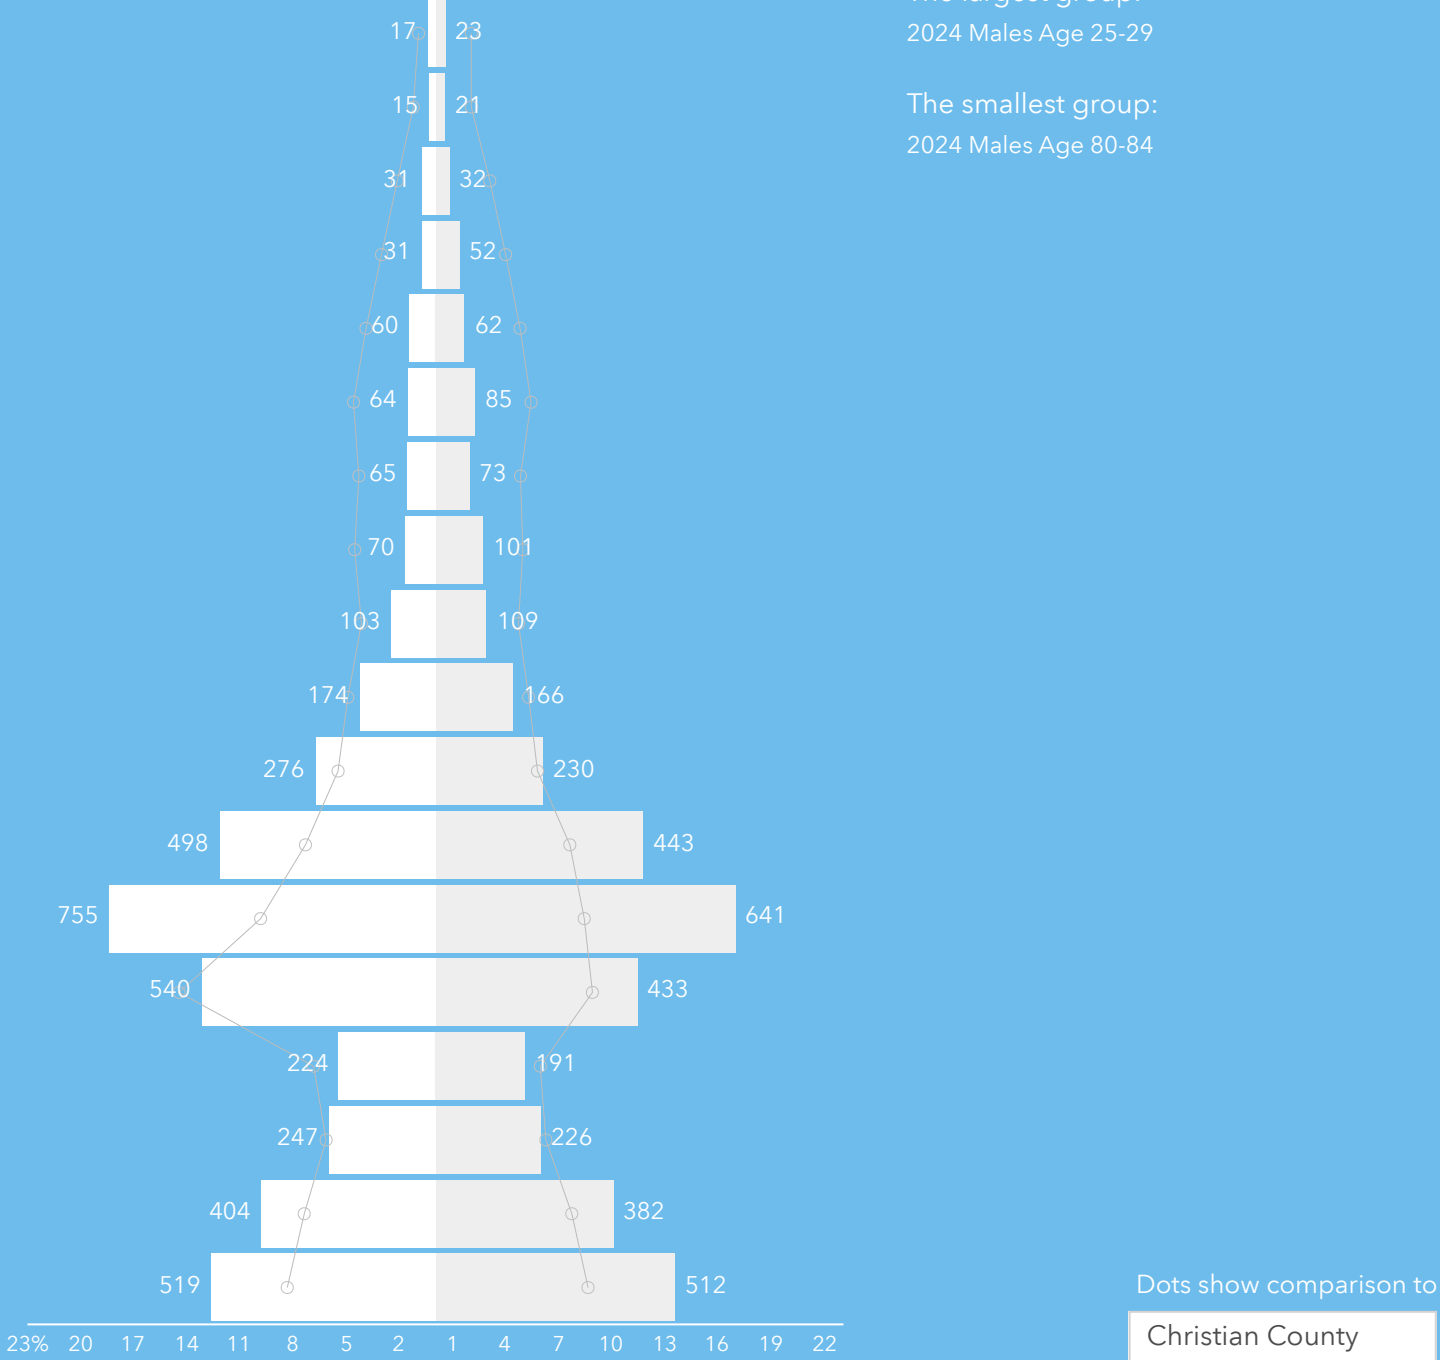 The largest group:
2024 Males Age 25-29
The smallest group:
2024 Males Age 80-84
17 23
15 21
31 32
31 52
60 62
64 85
65 73
70 101
103 109
174 166
276 230
498 443
755 641
540 433
224 191
247 226
404 382
519 512
23% 20 17 14 11 8 5 2 1 4 7 10 13 16 19 22
Dots show comparison to
Christian County